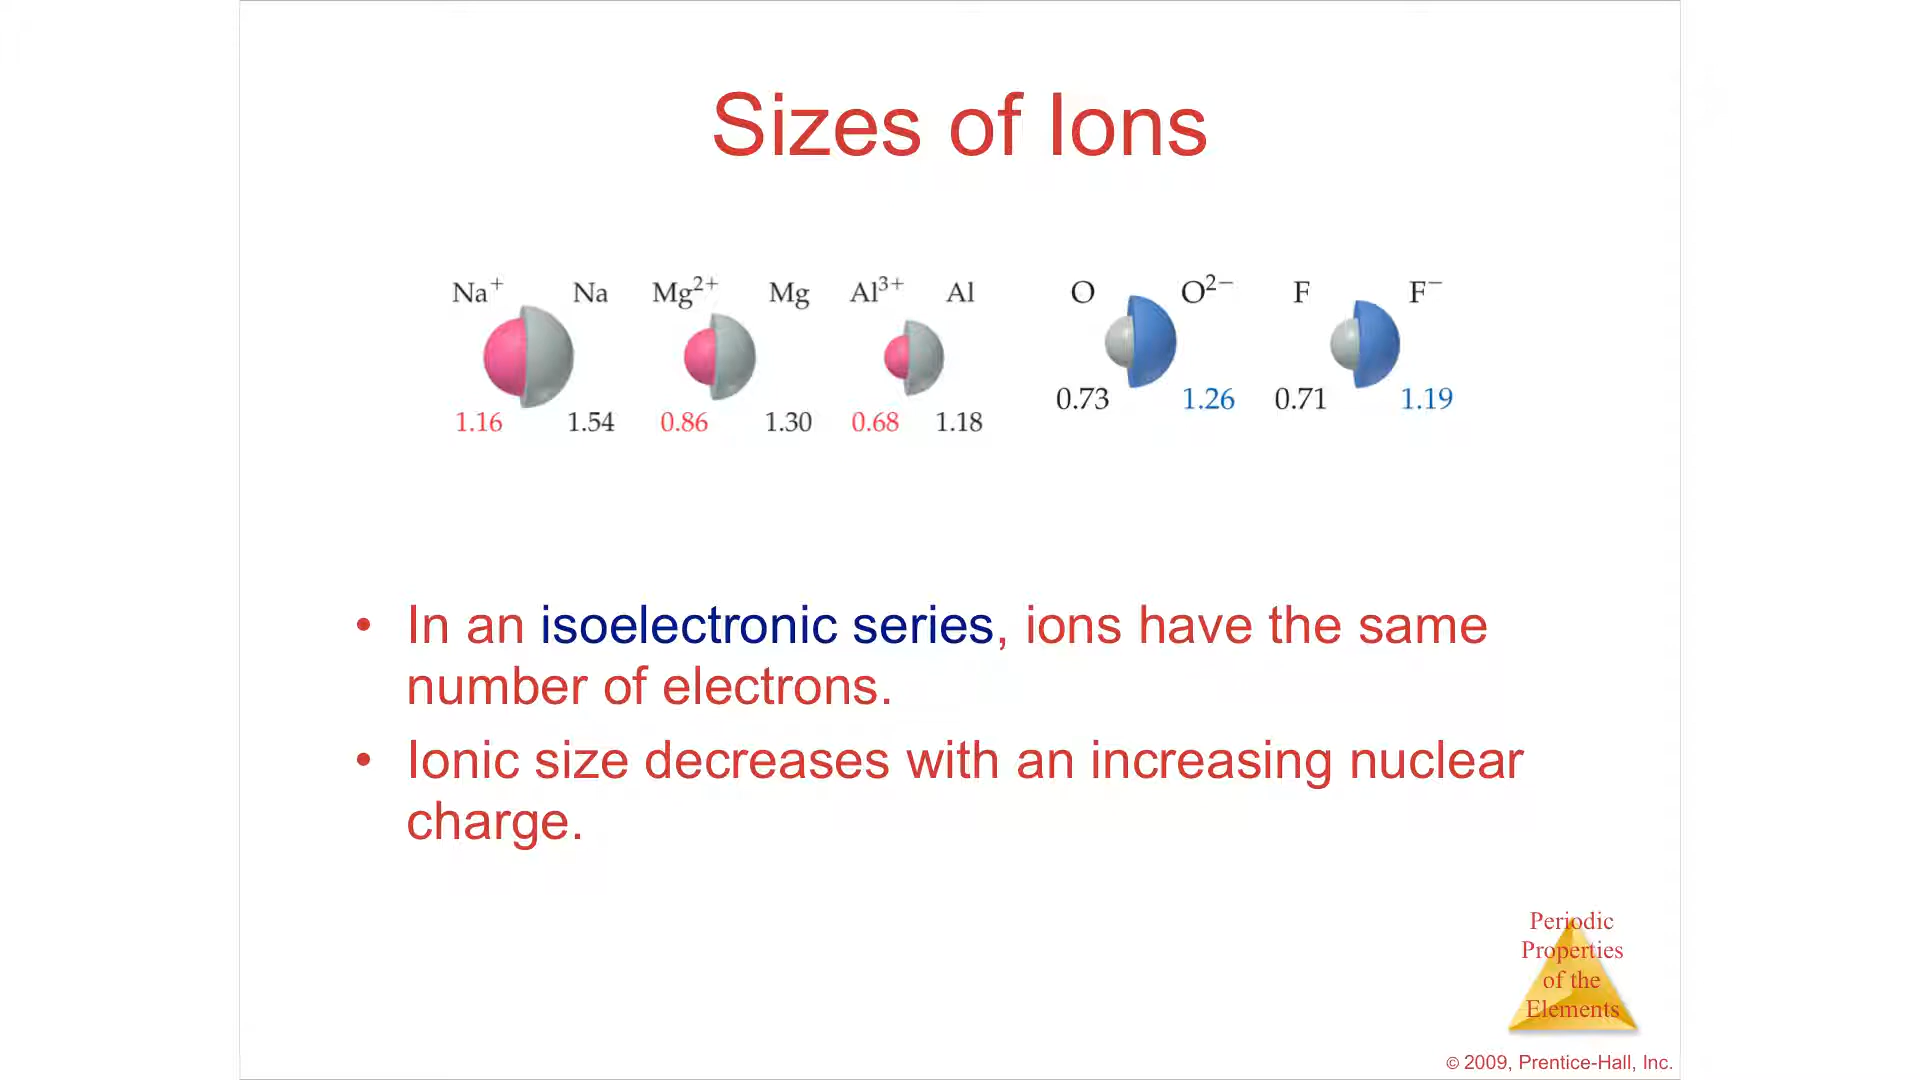 Sizes of Ions
Na⁺ Na Mg²⁺ Mg Al³⁺ Al O O²⁻ F F⁻
1.16 1.54 0.86 1.30 0.68 1.18 0.73 1.26 0.71 1.19
• In an isoelectronic series, ions have the same
number of electrons.
• Ionic size decreases with an increasing nuclear
charge.
Periodic
Properties
of the
Elements
© 2009, Prentice-Hall, Inc.